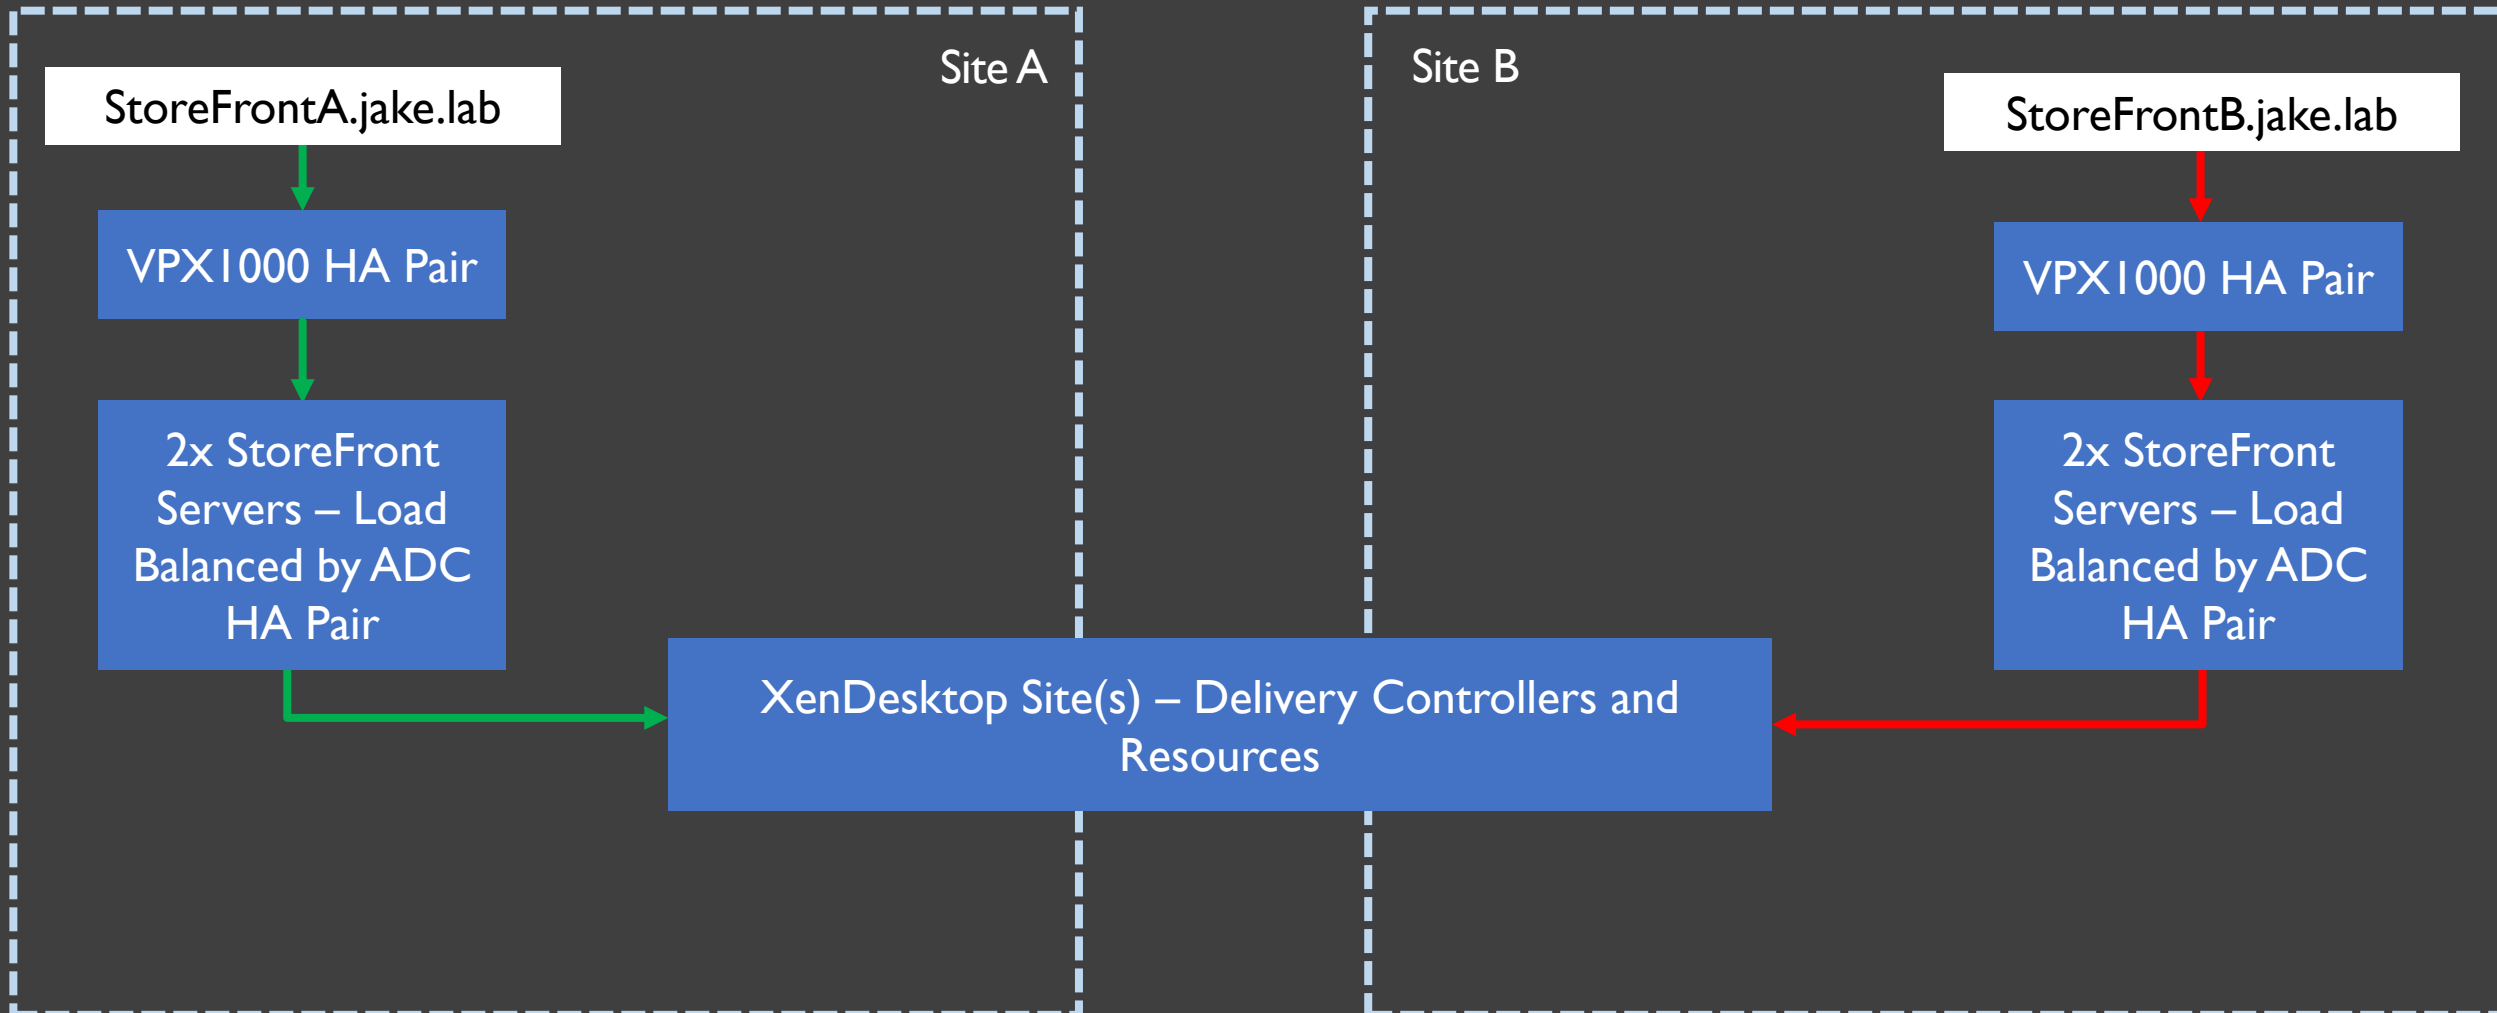 Site A
StoreFrontA.jake.lab
VPX1000 HA Pair
2x StoreFront
Servers – Load
Balanced by ADC
HA Pair
Site B
StoreFrontB.jake.lab
VPX1000 HA Pair
2x StoreFront
Servers – Load
Balanced by ADC
HA Pair
XenDesktop Site(s) – Delivery Controllers and
Resources